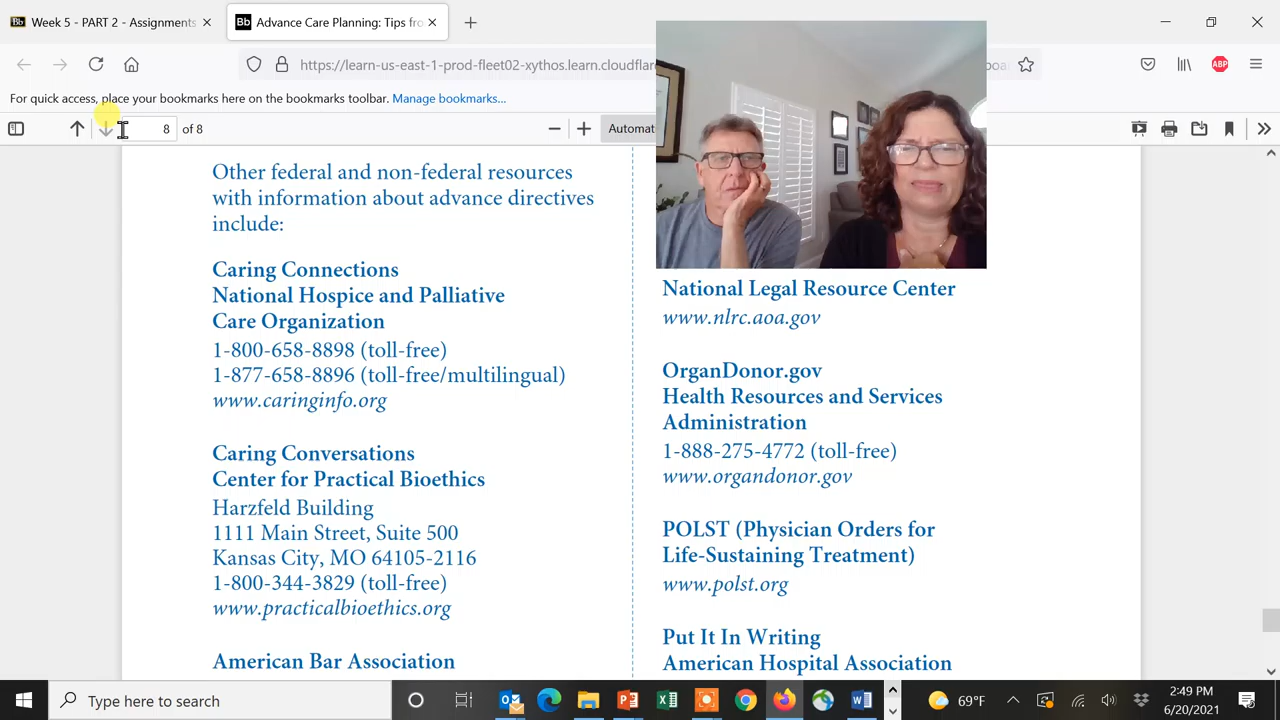 Week 5 - PART 2 - Assignments
Advance Care Planning: Tips fro
https://learn-us-east-1-prod-fleet02-xythos.learn.cloudflar
ABP
For quick access, place your bookmarks here on the bookmarks toolbar. Manage bookmarks...
8 of 8
Automat
Other federal and non-federal resources
with information about advance directives
include:
Caring Connections
National Hospice and Palliative
Care Organization
1-800-658-8898 (toll-free)
1-877-658-8896 (toll-free/multilingual)
www.caringinfo.org
Caring Conversations
Center for Practical Bioethics
Harzfeld Building
1111 Main Street, Suite 500
Kansas City, MO 64105-2116
1-800-344-3829 (toll-free)
www.practicalbioethics.org
American Bar Association
National Legal Resource Center
www.nlrc.aoa.gov
OrganDonor.gov
Health Resources and Services
Administration
1-888-275-4772 (toll-free)
www.organdonor.gov
POLST (Physician Orders for
Life-Sustaining Treatment)
www.polst.org
Put It In Writing
American Hospital Association
Type here to search
69°F
2:49 PM
6/20/2021